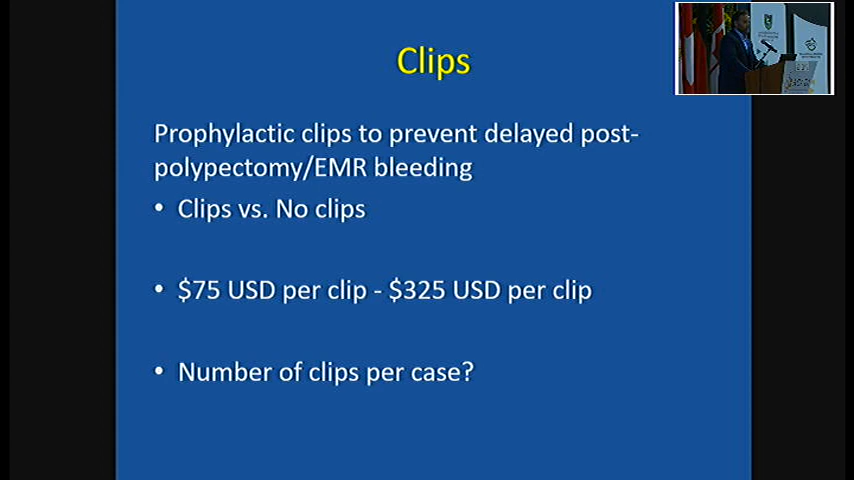 Clips
Prophylactic clips to prevent delayed post-
polypectomy/EMR bleeding
• Clips vs. No clips
• $75 USD per clip - $325 USD per clip
• Number of clips per case?